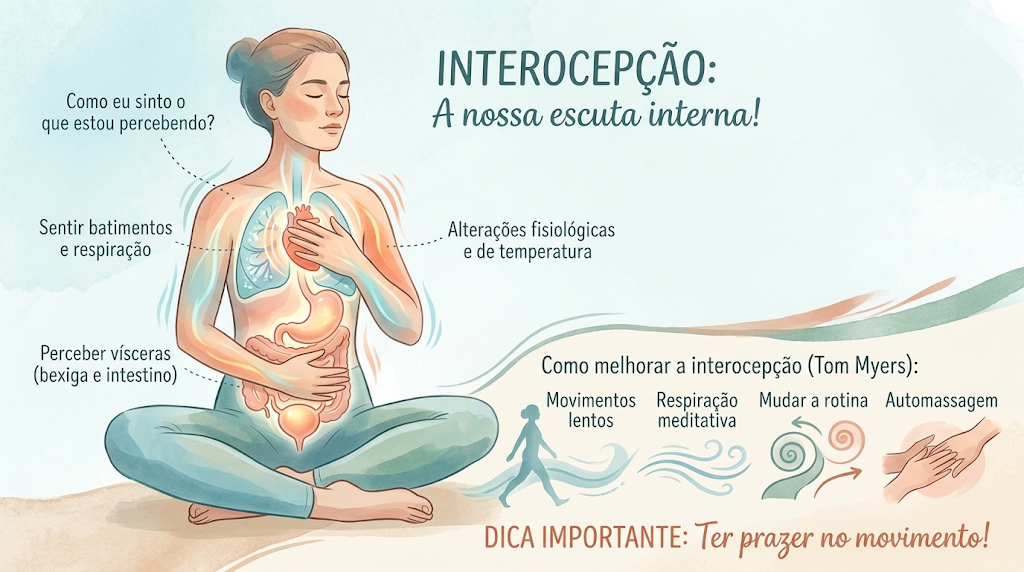 INTEROCEPÇÃO:
A nossa escuta interna!
Como eu sinto o
que estou percebendo?
Sentir batimentos
e respiração
Alterações fisiológicas
e de temperatura
Perceber vísceras
(bexiga e intestino)
Como melhorar a interocepção (Tom Myers):
Movimentos
lentos
Respiração
meditativa
Mudar a rotina
Automassagem
DICA IMPORTANTE: Ter prazer no movimento!